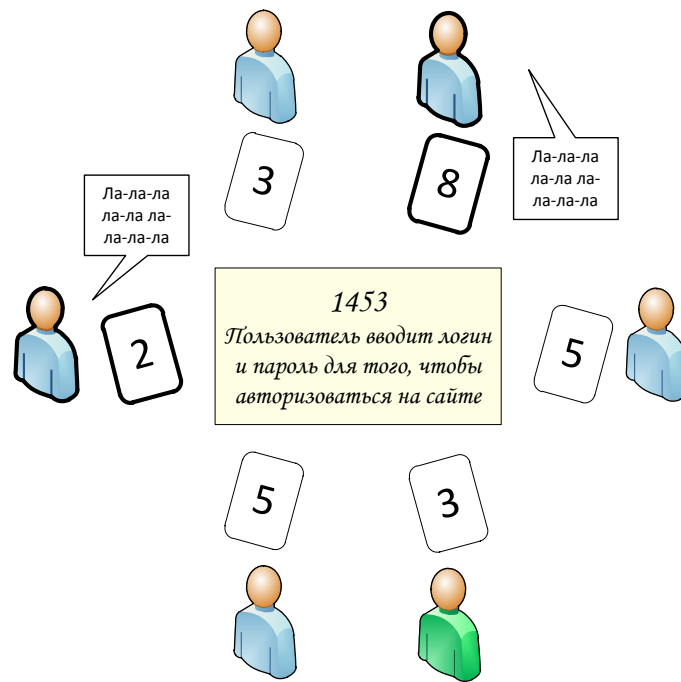 3
8
Ла-ла-ла
ла-ла ла-
ла-ла-ла
Ла-ла-ла
ла-ла ла-
ла-ла-ла
2
1453
Пользователь вводит логин
и пароль для того, чтобы
авторизоваться на сайте
5
5
3